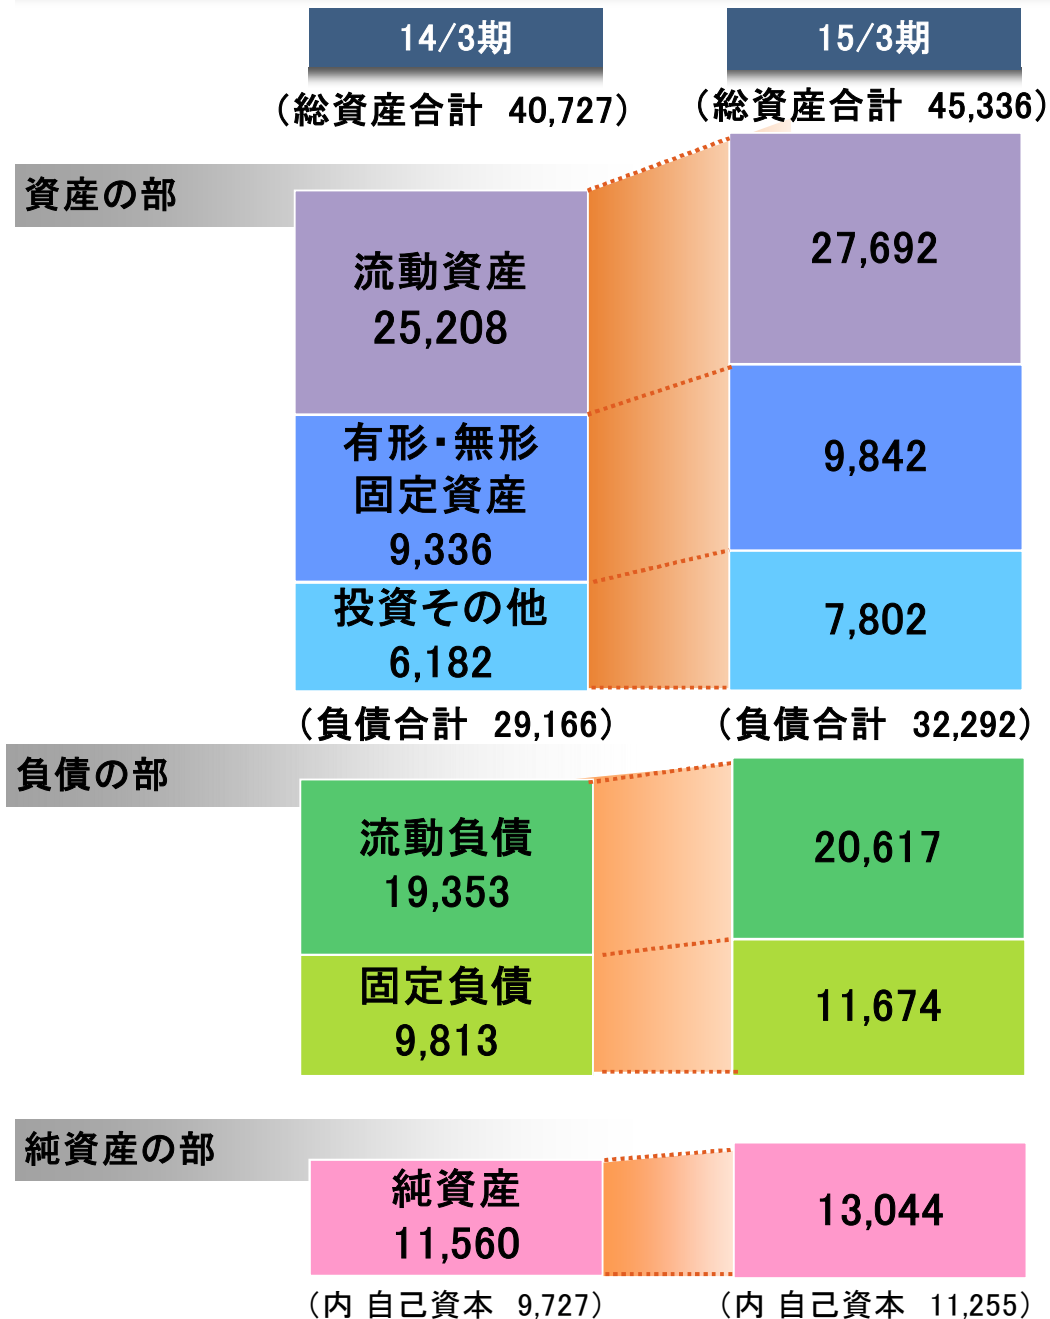 14/3期
15/3期
（総資産合計 40,727）
（総資産合計 45,336）
資産の部
流動資産
25,208
27,692
有形・無形
固定資産
9,336
9,842
投資その他
6,182
7,802
（負債合計 29,166）
（負債合計 32,292）
負債の部
流動負債
19,353
20,617
固定負債
9,813
11,674
純資産の部
純資産
11,560
13,044
（内 自己資本 9,727）
（内 自己資本 11,255）